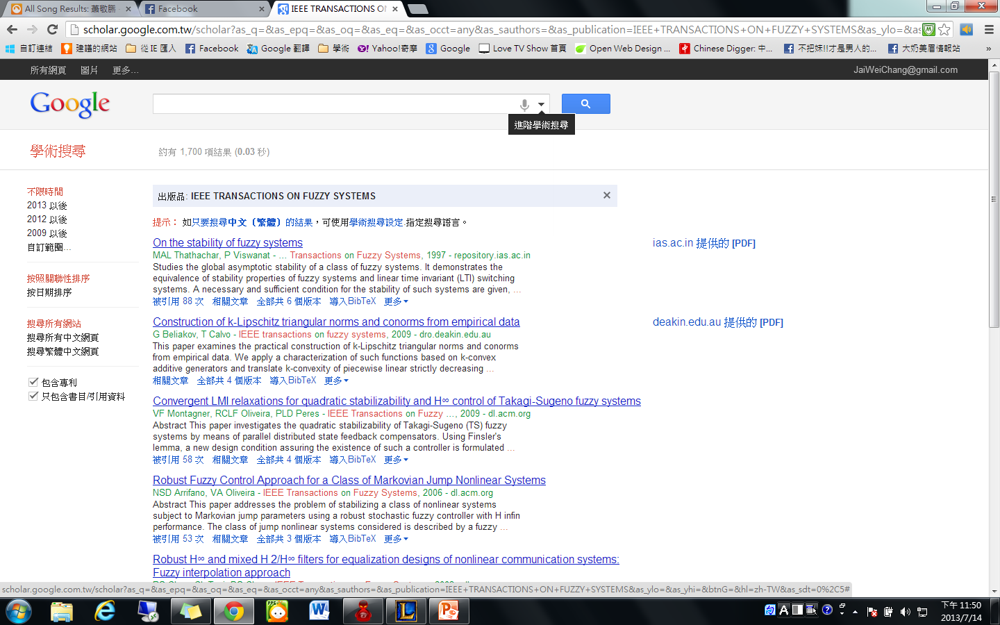 All Song Results: 蕭敬騰
Facebook
IEEE TRANSACTIONS ON
scholar.google.com.tw/scholar?as_q=&as_epq=&as_oq=&as_eq=&as_occt=any&as_sauthors=&as_publication=IEEE+TRANSACTIONS+ON+FUZZY+SYSTEMS&as_ylo=&as
自訂連結 建議的網站 從 IE 匯入 Facebook Google 翻譯 學術 Yahoo!奇摩 Google Love TV Show 首頁 Open Web Design ... Chinese Digger: 中... 不把妹!!才是男人的... 大奶美眉情報站 »
所有網頁 圖片 更多... JaiWeiChang@gmail.com
Google
進階學術搜尋
學術搜尋 約有 1,700 項結果 (0.03 秒)
不限時間
2013 以後
2012 以後
2009 以後
自訂範圍...
按照關聯性排序
按日期排序
搜尋所有網站
搜尋所有中文網頁
搜尋繁體中文網頁
包含專利
只包含書目/引用資料
出版品: IEEE TRANSACTIONS ON FUZZY SYSTEMS
提示： 如只要搜尋中文〔繁體〕的結果，可使用學術搜尋設定.指定搜尋語言。
On the stability of fuzzy systems
MAL Thathachar, P Viswanat - ... Transactions on Fuzzy Systems, 1997 - repository.ias.ac.in
Studies the global asymptotic stability of a class of fuzzy systems. It demonstrates the
equivalence of stability properties of fuzzy systems and linear time invariant (LTI) switching
systems. A necessary and sufficient condition for the stability of such systems are given, ...
被引用 88 次 相關文章 全部共 6 個版本 導入BibTeX 更多
ias.ac.in 提供的 [PDF]
Construction of k-Lipschitz triangular norms and conorms from empirical data
G Beliakov, T Calvo - IEEE transactions on fuzzy systems, 2009 - dro.deakin.edu.au
This paper examines the practical construction of k-Lipschitz triangular norms and conorms
from empirical data. We apply a characterization of such functions based on k-convex
additive generators and translate k-convexity of piecewise linear strictly decreasing ...
相關文章 全部共 4 個版本 導入BibTeX 更多
deakin.edu.au 提供的 [PDF]
Convergent LMI relaxations for quadratic stabilizability and H∞ control of Takagi-Sugeno fuzzy systems
VF Montagner, RCLF Oliveira, PLD Peres - IEEE Transactions on Fuzzy ..., 2009 - dl.acm.org
Abstract This paper investigates the quadratic stabilizability of Takagi-Sugeno (TS) fuzzy
systems by means of parallel distributed state feedback compensators. Using Finsler's
lemma, a new design condition assuring the existence of such a controller is formulated ...
被引用 58 次 相關文章 全部共 4 個版本 導入BibTeX 更多
Robust Fuzzy Control Approach for a Class of Markovian Jump Nonlinear Systems
NSD Arrifano, VA Oliveira - IEEE Transactions on Fuzzy Systems, 2006 - dl.acm.org
Abstract This paper addresses the problem of stabilizing a class of nonlinear systems
subject to Markovian jump parameters using a robust stochastic fuzzy controller with H infin
performance. The class of jump nonlinear systems considered is described by a fuzzy ...
被引用 53 次 相關文章 全部共 3 個版本 導入BibTeX 更多
Robust H∞ and mixed H 2/H∞ filters for equalization designs of nonlinear communication systems:
Fuzzy interpolation approach
scholar.google.com.tw/scholar?as_q=&as_epq=&as_oq=&as_eq=&as_occt=any&as_sauthors=&as_publication=IEEE+TRANSACTIONS+ON+FUZZY+SYSTEMS&as_ylo=&as_yhi=&btnG=&hl=zh-TW&as_sdt=0%2C5#
PPS
下午 11:50
2013/7/14